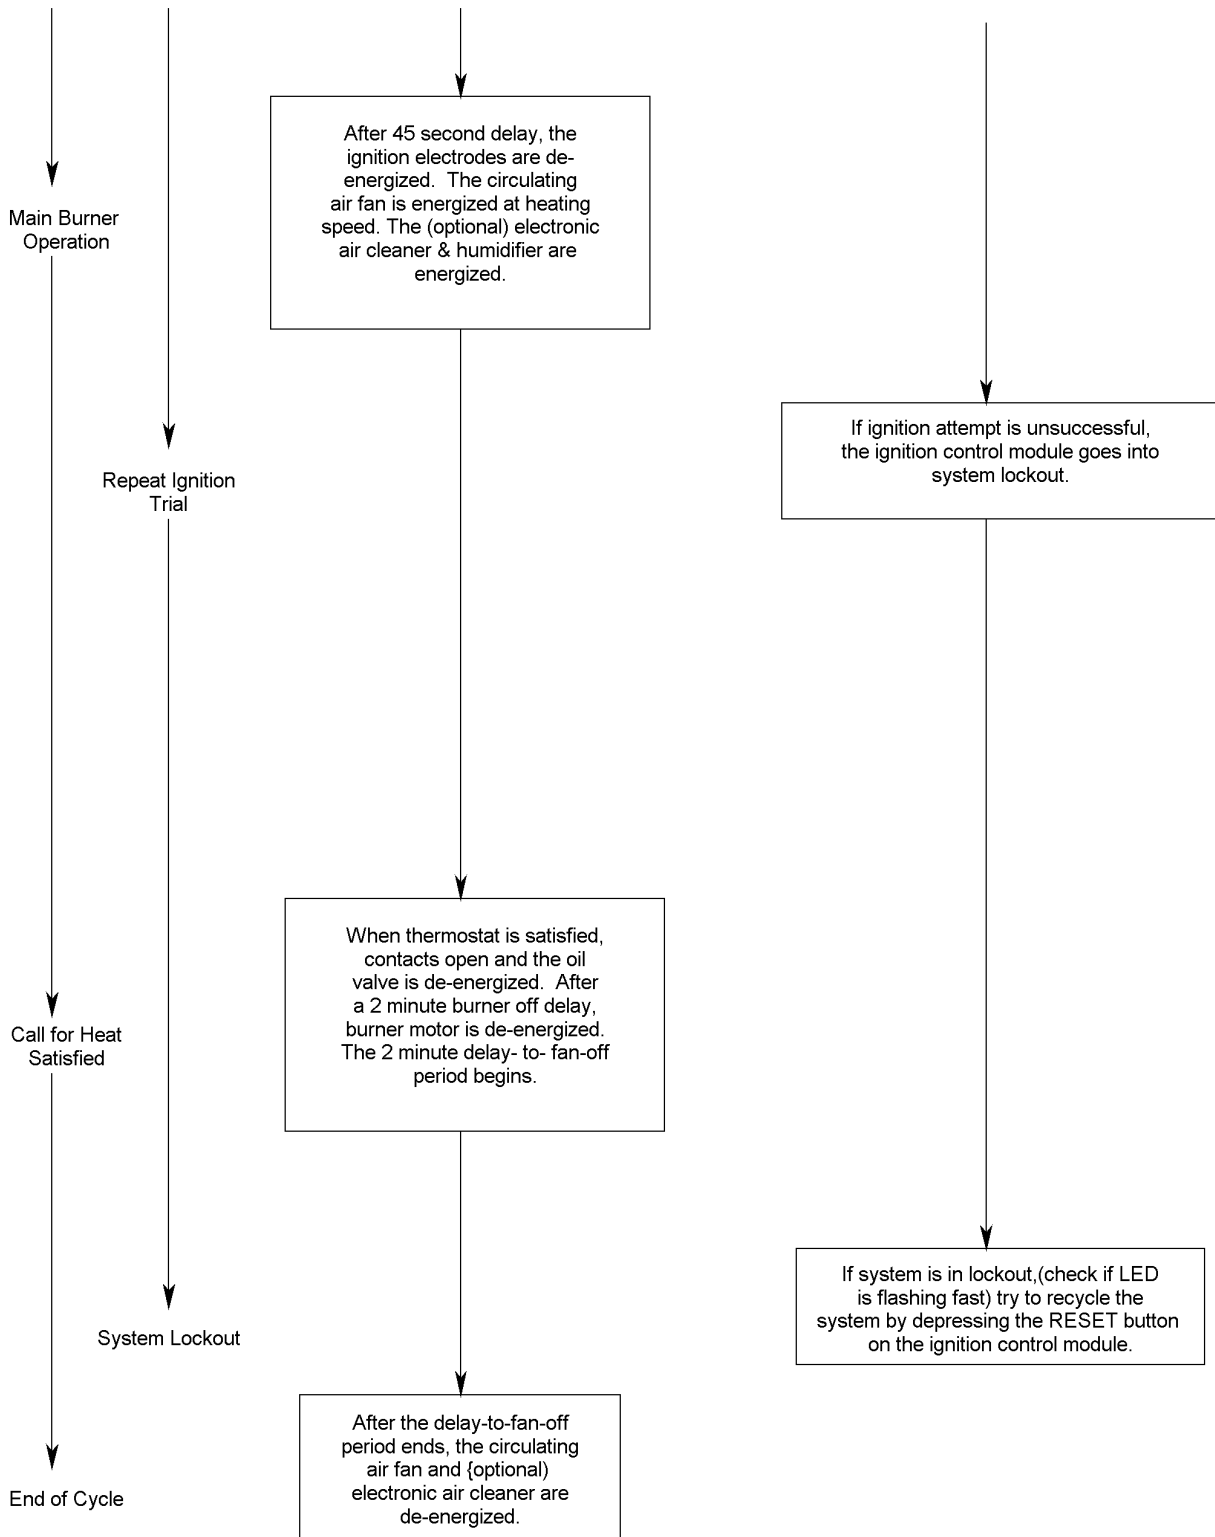 After 45 second delay, the
ignition electrodes are de-
energized.  The circulating
air fan is energized at heating
speed. The (optional) electronic
air cleaner & humidifier are
energized.
Main Burner
Operation
If ignition attempt is unsuccessful,
the ignition control module goes into
system lockout.
Repeat Ignition
Trial
When thermostat is satisfied,
contacts open and the oil
valve is de-energized.  After
a 2 minute burner off delay,
burner motor is de-energized.
The 2 minute delay- to- fan-off
period begins.
Call for Heat
Satisfied
If system is in lockout,(check if LED
is flashing fast) try to recycle the
system by depressing the RESET button
on the ignition control module.
System Lockout
After the delay-to-fan-off
period ends, the circulating
air fan and {optional)
electronic air cleaner are
de-energized.
End of Cycle